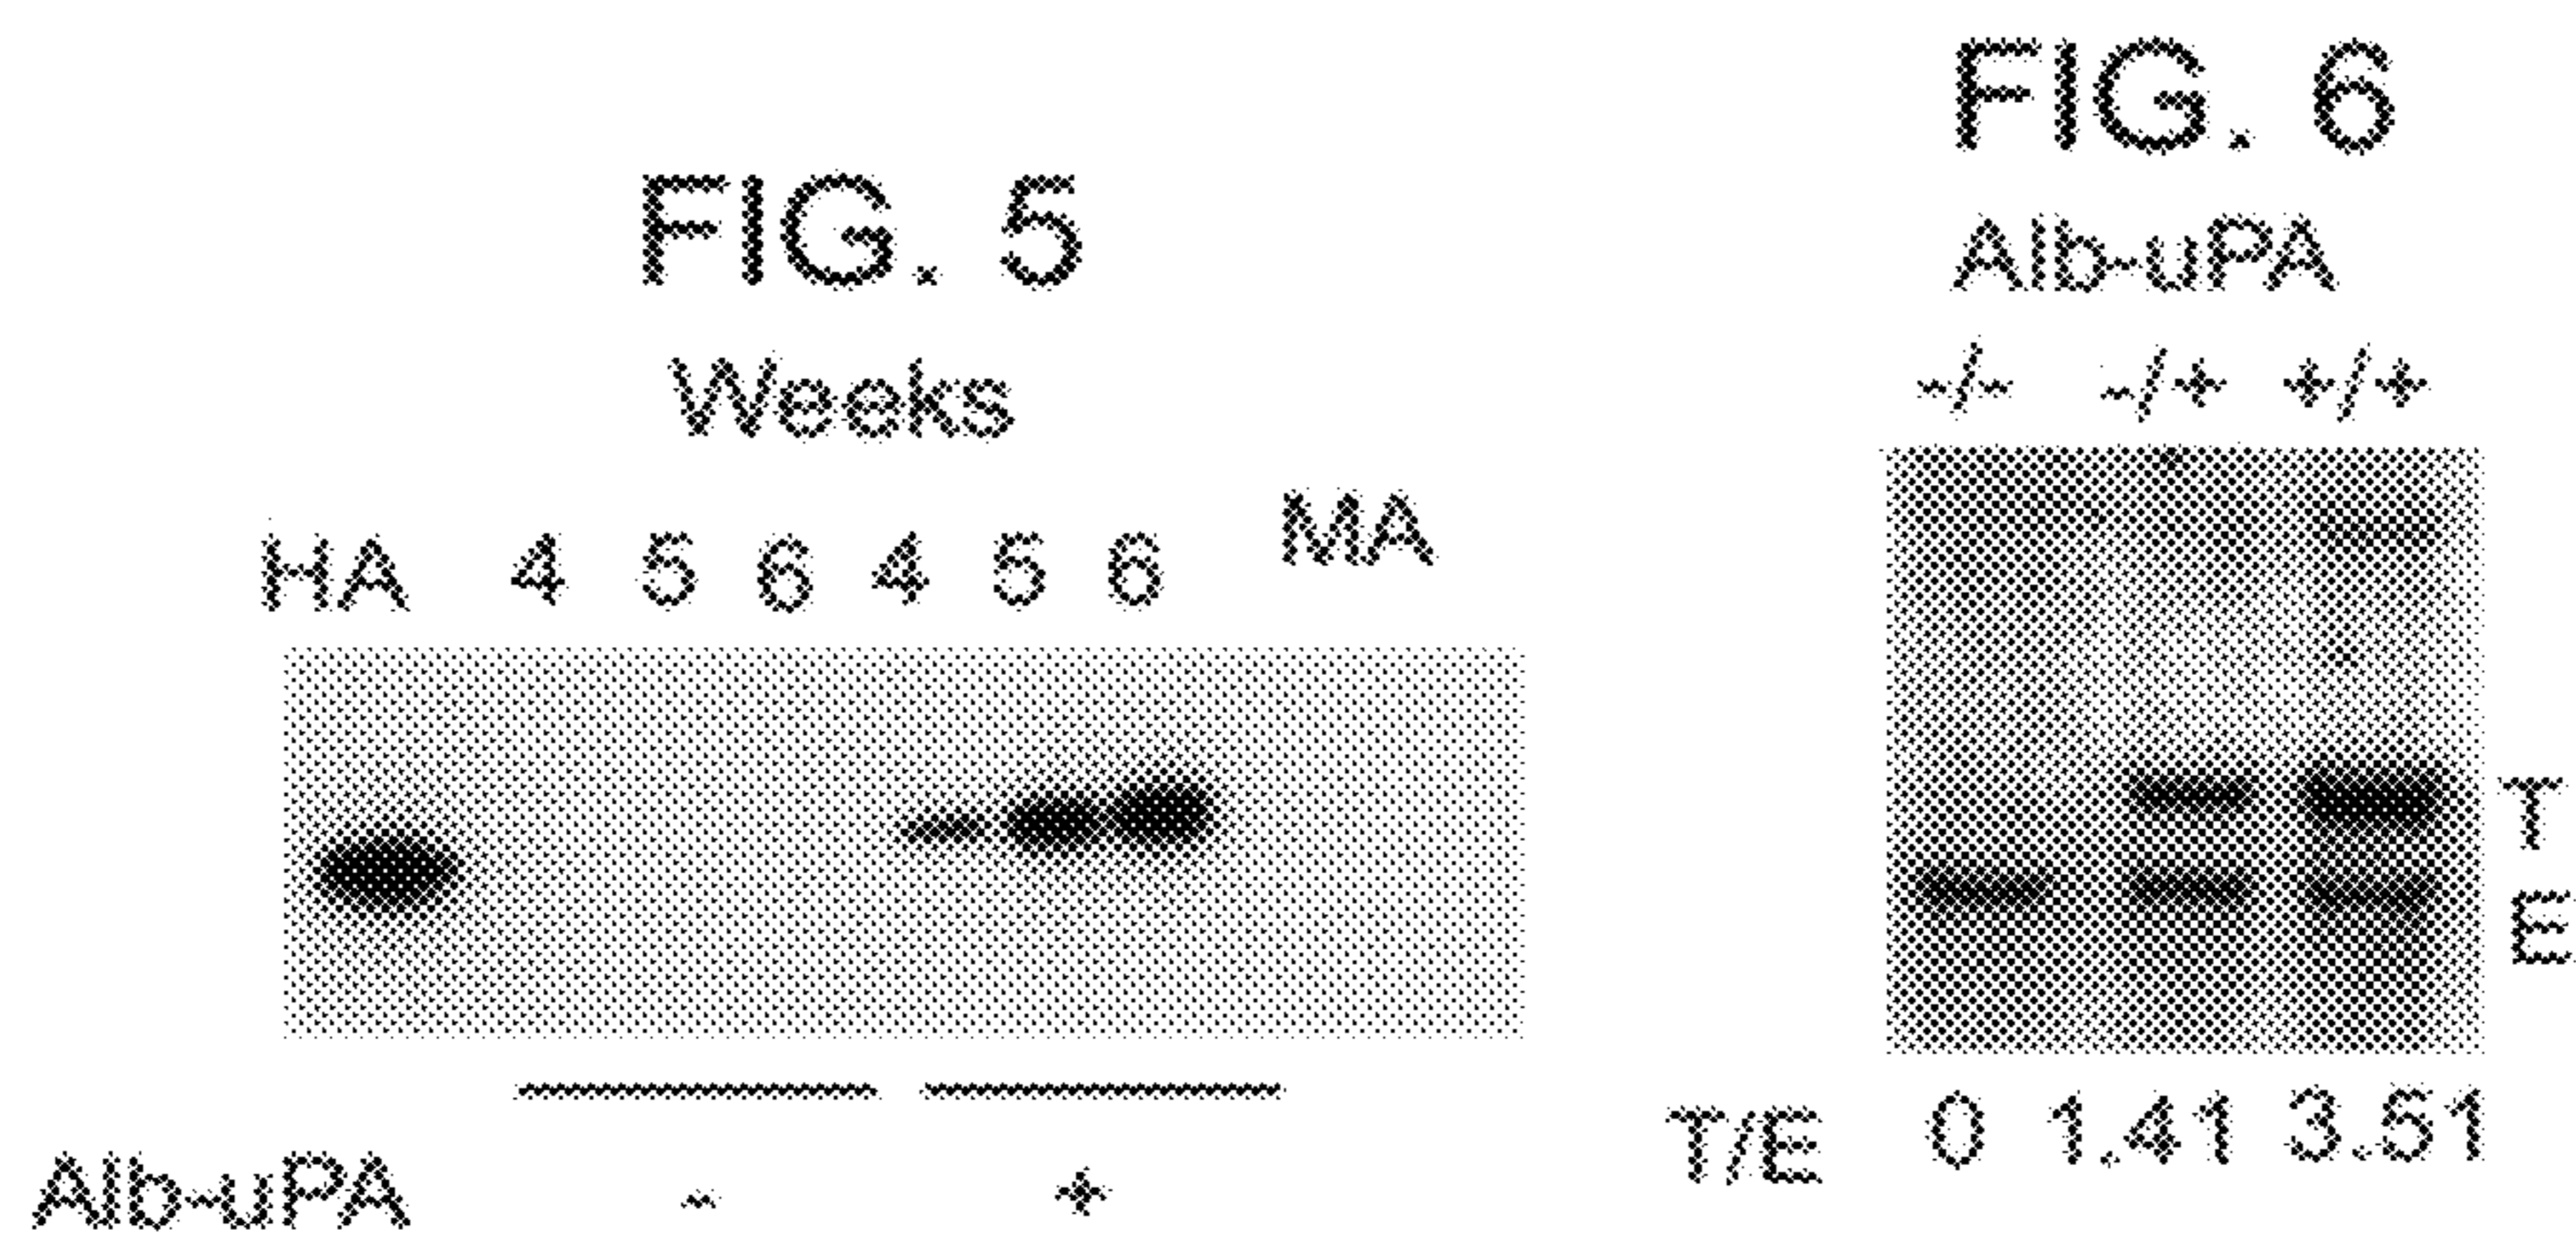 FIG. 5
Weeks
HA 4 5 6 4 5 6 MA
Alb-uPA - +
FIG. 6
Alb-uPA
-/- -/+ +/+
T
E
T/E 0 1.41 3.51